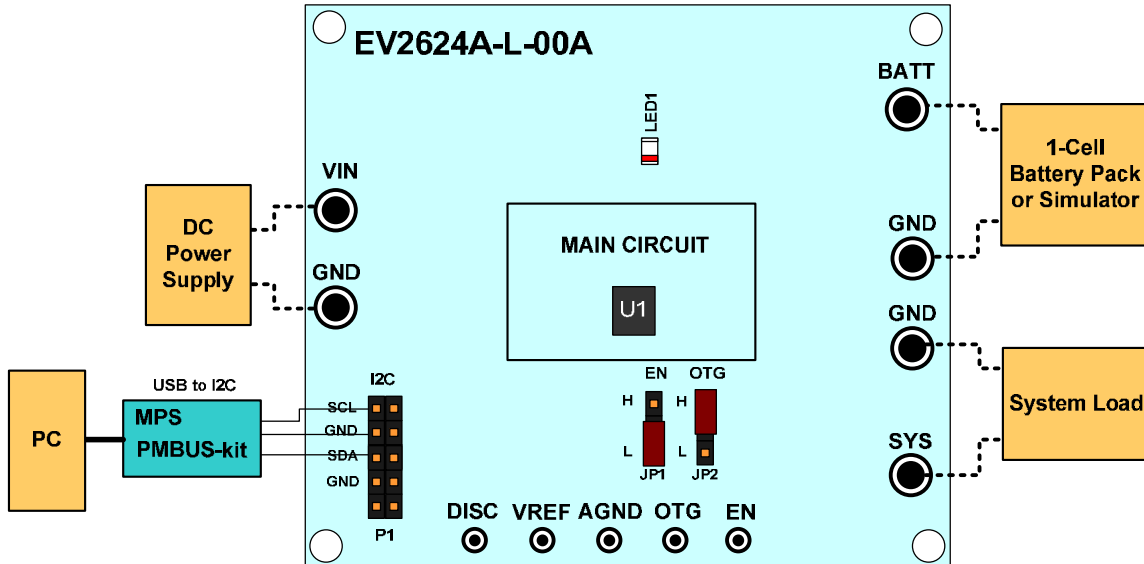 EV2624A-L-00A
BATT
LED1
1-Cell
Battery Pack
or Simulator
VIN
DC
Power
Supply
GND
MAIN CIRCUIT
U1
GND
GND
System Load
SYS
PC
USB to I2C
MPS
PMBUS-kit
I2C
SCL
GND
SDA
GND
P1
EN
OTG
H
H
L
L
JP1
JP2
DISC
VREF
AGND
OTG
EN